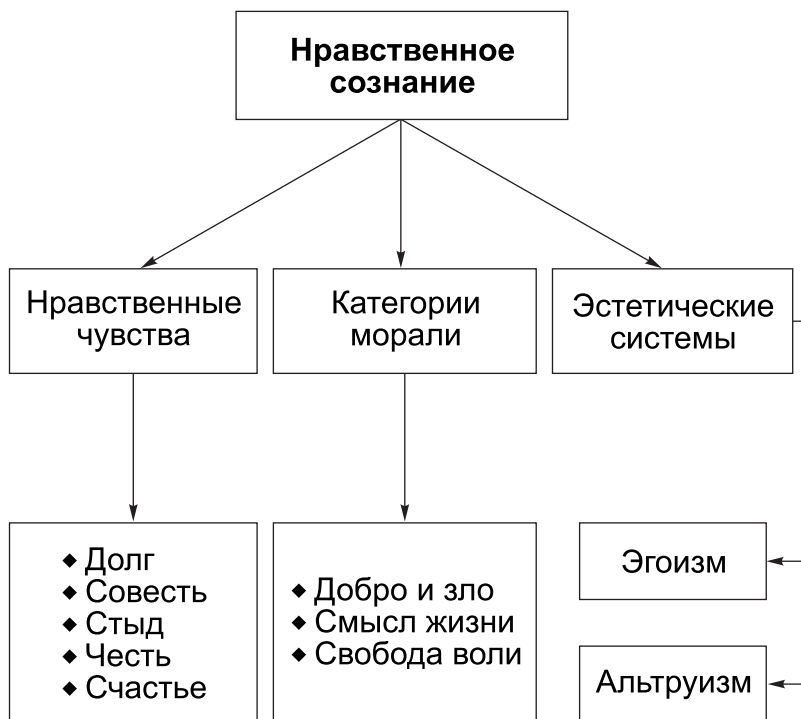 Нравственное
сознание
Нравственные
чувства
Категории
морали
Эстетические
системы
◆ Долг
◆ Совесть
◆ Стыд
◆ Честь
◆ Счастье
◆ Добро и зло
◆ Смысл жизни
◆ Свобода воли
Эгоизм
Альтруизм